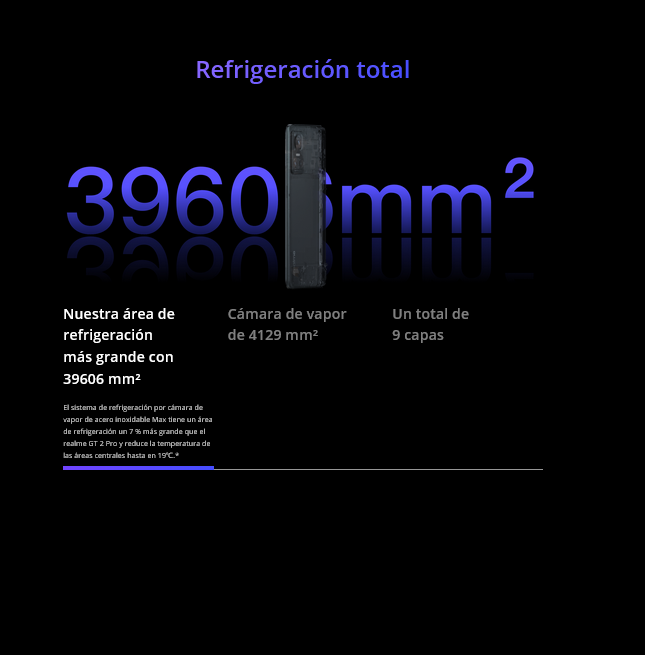 Refrigeración total
39606mm²
Nuestra área de
refrigeración
más grande con
39606 mm²
Cámara de vapor
de 4129 mm²
Un total de
9 capas
El sistema de refrigeración por cámara de
vapor de acero inoxidable Max tiene un área
de refrigeración un 7 % más grande que el
realme GT 2 Pro y reduce la temperatura de
las áreas centrales hasta en 19℃.*